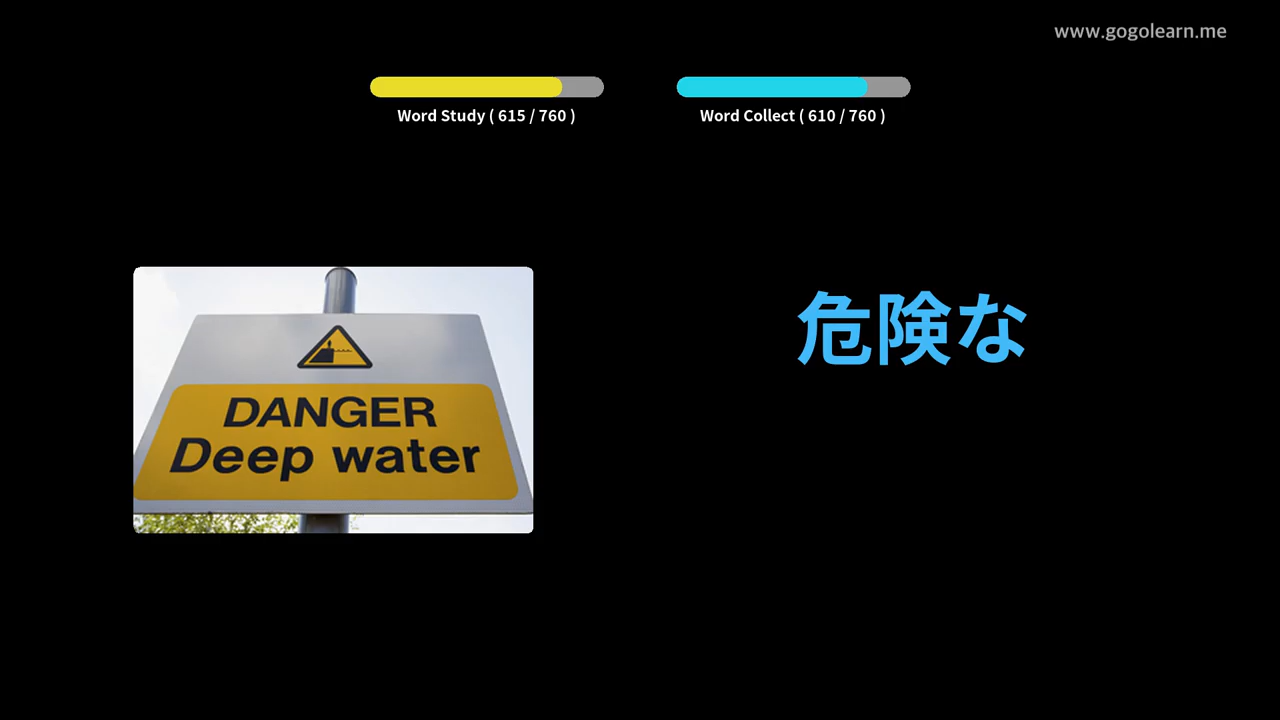 www.gogolearn.me
Word Study ( 615 / 760 )
Word Collect ( 610 / 760 )
DANGER
Deep water
危険な